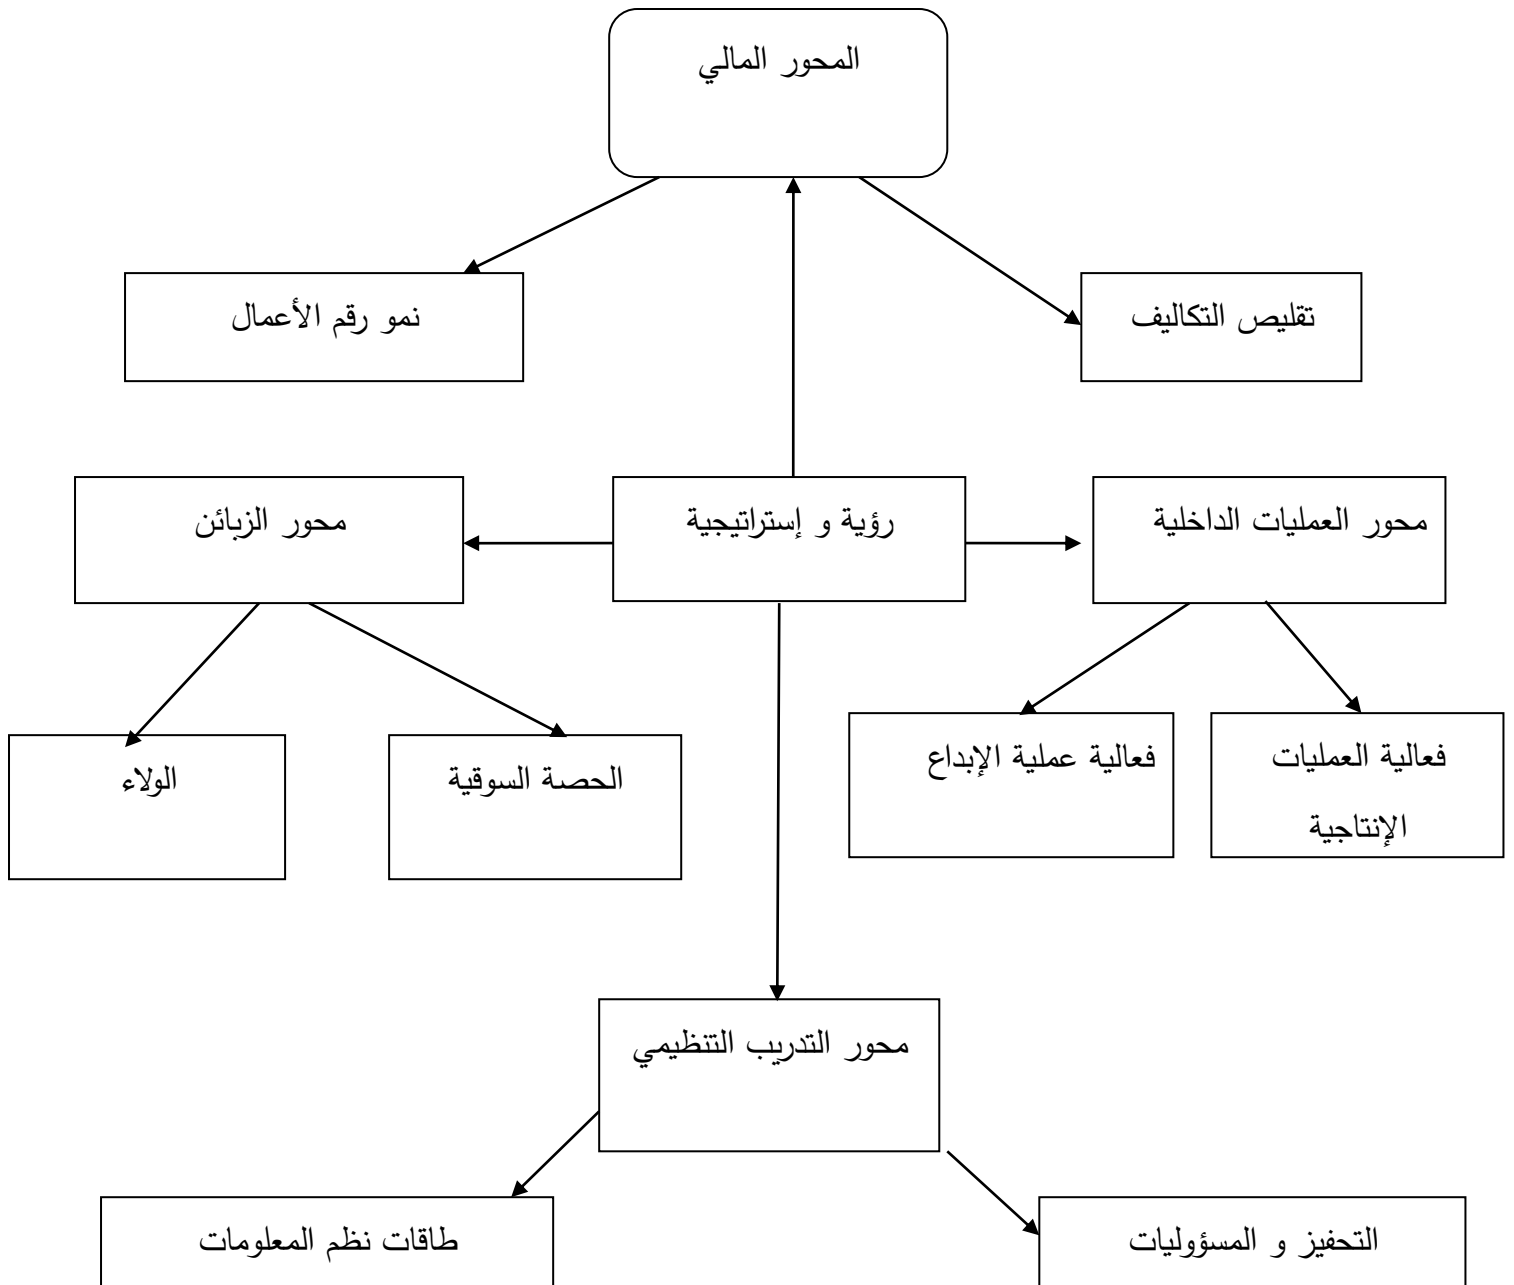 المحور المالي
تقليص التكاليف
نمو رقم الأعمال
محور العمليات الداخلية
رؤية و إستراتيجية
محور الزبائن
فعالية العمليات
الإنتاجية
فعالية عملية الإبداع
الحصة السوقية
الولاء
محور التدريب التنظيمي
التحفيز و المسؤوليات
طاقات نظم المعلومات